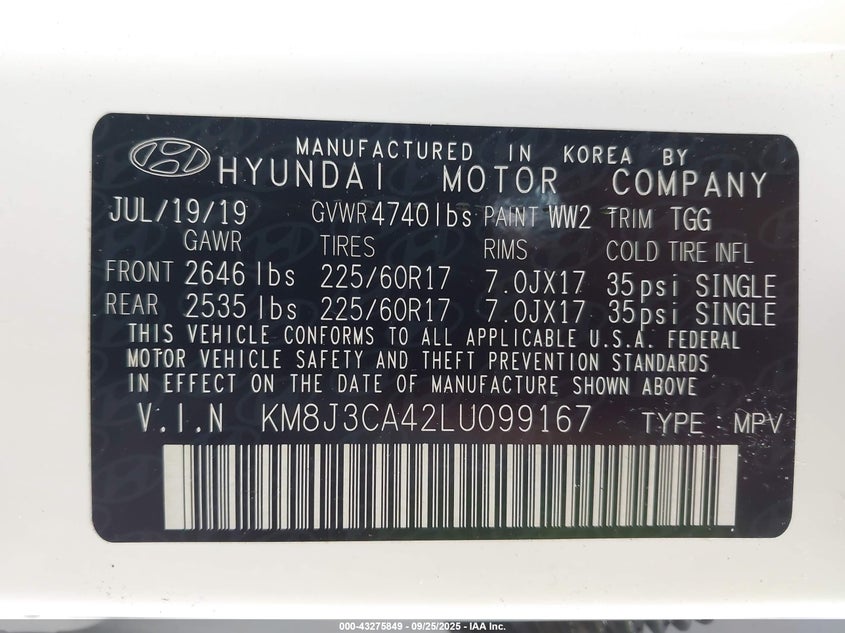 MANUFACTURED IN KOREA BY
HYUNDAI MOTOR COMPANY
JUL/19/19 GVWR 4740lbs PAINT WW2 TRIM TGG
GAWR TIRES RIMS COLD TIRE INFL
FRONT 2646 lbs 225/60R17 7.0JX17 35psi SINGLE
REAR 2535 lbs 225/60R17 7.0JX17 35psi SINGLE
THIS VEHICLE CONFORMS TO ALL APPLICABLE U.S.A. FEDERAL
MOTOR VEHICLE SAFETY AND THEFT PREVENTION STANDARDS
IN EFFECT ON THE DATE OF MANUFACTURE SHOWN ABOVE
V.I.N KM8J3CA42LU099167 TYPE MPV
000-43275849 - 09/25/2025 - IAA Inc.